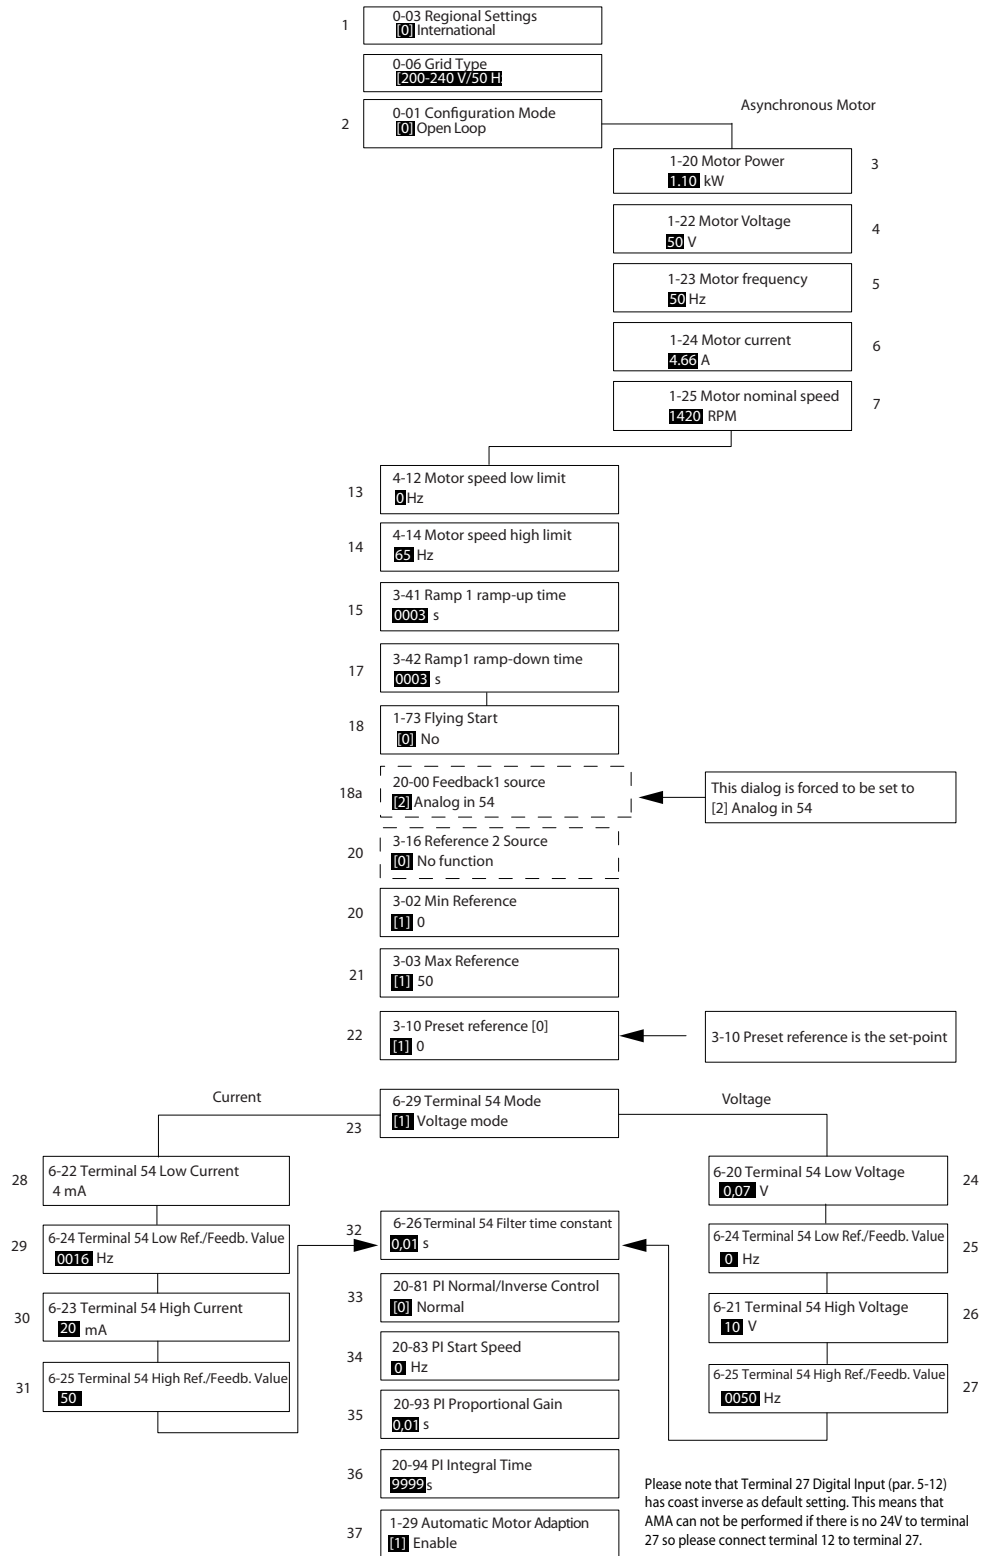 1
0-03 Regional Settings
[0] International
0-06 Grid Type
[200-240 V/50 H
2
0-01 Configuration Mode
[0] Open Loop
Asynchronous Motor
1-20 Motor Power
1.10 kW
3
1-22 Motor Voltage
50 V
4
1-23 Motor frequency
50 Hz
5
1-24 Motor current
4.66 A
6
1-25 Motor nominal speed
1420 RPM
7
13
4-12 Motor speed low limit
0 Hz
14
4-14 Motor speed high limit
65 Hz
15
3-41 Ramp 1 ramp-up time
0003 s
17
3-42 Ramp1 ramp-down time
0003 s
18
1-73 Flying Start
[0] No
18a
20-00 Feedback1 source
[2] Analog in 54
This dialog is forced to be set to
[2] Analog in 54
20
3-16 Reference 2 Source
[0] No function
20
3-02 Min Reference
[1] 0
21
3-03 Max Reference
[1] 50
22
3-10 Preset reference [0]
[1] 0
3-10 Preset reference is the set-point
Current
23
6-29 Terminal 54 Mode
[1] Voltage mode
Voltage
28
6-22 Terminal 54 Low Current
4 mA
29
6-24 Terminal 54 Low Ref./Feedb. Value
0016 Hz
30
6-23 Terminal 54 High Current
20 mA
31
6-25 Terminal 54 High Ref./Feedb. Value
50
6-20 Terminal 54 Low Voltage
0,07 V
24
6-24 Terminal 54 Low Ref./Feedb. Value
0 Hz
25
6-21 Terminal 54 High Voltage
10 V
26
6-25 Terminal 54 High Ref./Feedb. Value
0050 Hz
27
32
6-26 Terminal 54 Filter time constant
0,01 s
33
20-81 PI Normal/Inverse Control
[0] Normal
34
20-83 PI Start Speed
0 Hz
35
20-93 PI Proportional Gain
0,01 s
36
20-94 PI Integral Time
9999 s
37
1-29 Automatic Motor Adaption
[1] Enable
Please note that Terminal 27 Digital Input (par. 5-12)
has coast inverse as default setting. This means that
AMA can not be performed if there is no 24V to terminal
27 so please connect terminal 12 to terminal 27.